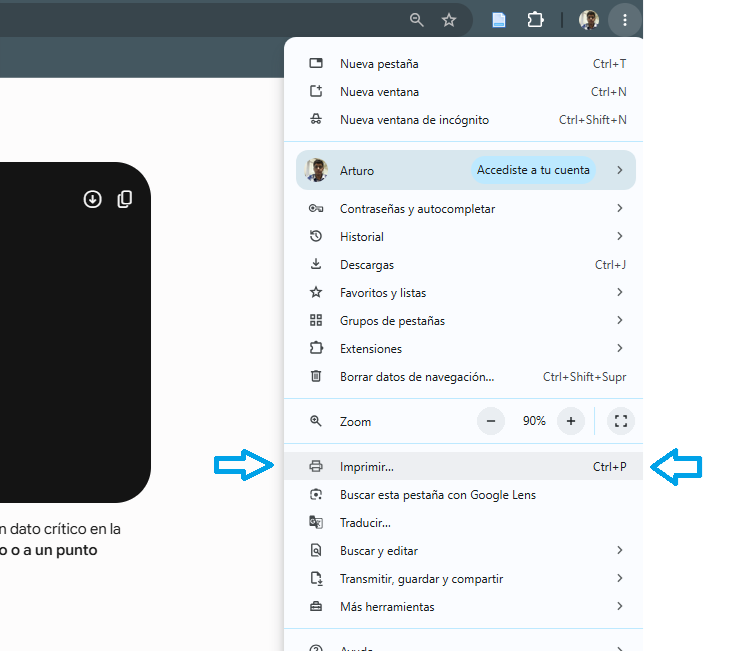 Nueva pestaña Ctrl+T
Nueva ventana Ctrl+N
Nueva ventana de incógnito Ctrl+Shift+N
Arturo Accediste a tu cuenta
Contraseñas y autocompletar
Historial
Descargas Ctrl+J
Favoritos y listas
Grupos de pestañas
Extensiones
Borrar datos de navegación... Ctrl+Shift+Supr
Zoom 90%
Imprimir... Ctrl+P
Buscar esta pestaña con Google Lens
Traducir...
Buscar y editar
Transmitir, guardar y compartir
Más herramientas
Ayuda
n dato crítico en la
o o a un punto